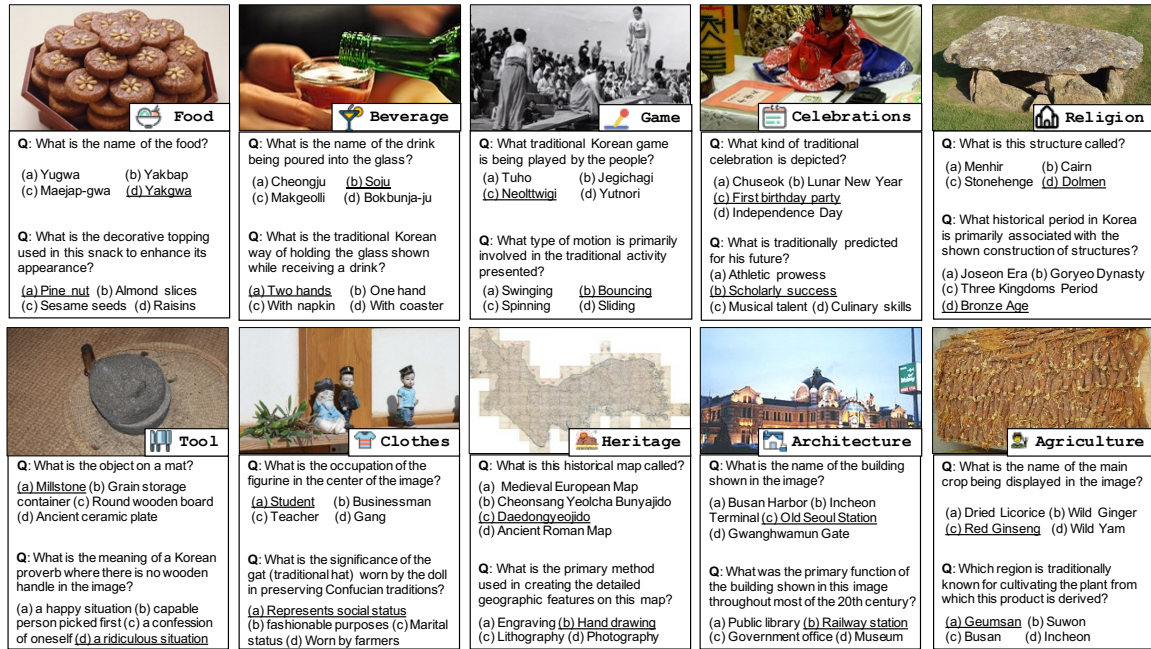 Food
Q: What is the name of the food?
(a) Yugwa (b) Yakbap
(c) Maejap-gwa (d) Yakgwa
Q: What is the decorative topping
used in this snack to enhance its
appearance?
(a) Pine nut (b) Almond slices
(c) Sesame seeds (d) Raisins
Beverage
Q: What is the name of the drink
being poured into the glass?
(a) Cheongju (b) Soju
(c) Makgeolli (d) Bokbunja-ju
Q: What is the traditional Korean
way of holding the glass shown
while receiving a drink?
(a) Two hands (b) One hand
(c) With napkin (d) With coaster
Game
Q: What traditional Korean game
is being played by the people?
(a) Tuho (b) Jegichagi
(c) Neolttwigi (d) Yutnori
Q: What type of motion is primarily
involved in the traditional activity
presented?
(a) Swinging (b) Bouncing
(c) Spinning (d) Sliding
Celebrations
Q: What kind of traditional
celebration is depicted?
(a) Chuseok (b) Lunar New Year
(c) First birthday party
(d) Independence Day
Q: What is traditionally predicted
for his future?
(a) Athletic prowess
(b) Scholarly success
(c) Musical talent (d) Culinary skills
Religion
Q: What is this structure called?
(a) Menhir (b) Cairn
(c) Stonehenge (d) Dolmen
Q: What historical period in Korea
is primarily associated with the
shown construction of structures?
(a) Joseon Era (b) Goryeo Dynasty
(c) Three Kingdoms Period
(d) Bronze Age
Tool
Q: What is the object on a mat?
(a) Millstone (b) Grain storage
container (c) Round wooden board
(d) Ancient ceramic plate
Q: What is the meaning of a Korean
proverb where there is no wooden
handle in the image?
(a) a happy situation (b) capable
person picked first (c) a confession
of oneself (d) a ridiculous situation
Clothes
Q: What is the occupation of the
figurine in the center of the image?
(a) Student (b) Businessman
(c) Teacher (d) Gang
Q: What is the significance of the
gat (traditional hat) worn by the doll
in preserving Confucian traditions?
(a) Represents social status
(b) fashionable purposes (c) Marital
status (d) Worn by farmers
Heritage
Q: What is this historical map called?
(a) Medieval European Map
(b) Cheonsang Yeolcha Bunyajido
(c) Daedongyeojido
(d) Ancient Roman Map
Q: What is the primary method
used in creating the detailed
geographic features on this map?
(a) Engraving (b) Hand drawing
(c) Lithography (d) Photography
Architecture
Q: What is the name of the building
shown in the image?
(a) Busan Harbor (b) Incheon
Terminal (c) Old Seoul Station
(d) Gwanghwamun Gate
Q: What was the primary function of
the building shown in this image
throughout most of the 20th century?
(a) Public library (b) Railway station
(c) Government office (d) Museum
Agriculture
Q: What is the name of the main
crop being displayed in the image?
(a) Dried Licorice (b) Wild Ginger
(c) Red Ginseng (d) Wild Yam
Q: Which region is traditionally
known for cultivating the plant from
which this product is derived?
(a) Geumsan (b) Suwon
(c) Busan (d) Incheon